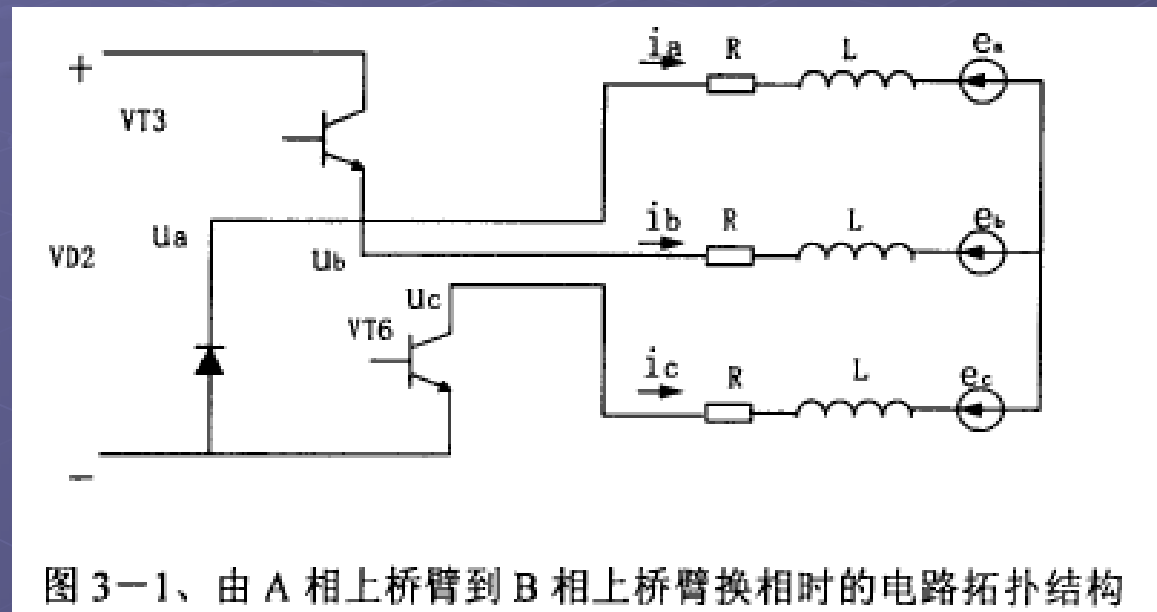 +
VT3
VD2
ua
ub
uc
VT6
−
ia R L ea
ib R L eb
ic R L ec
图 3-1、由 A 相上桥臂到 B 相上桥臂换相时的电路拓扑结构